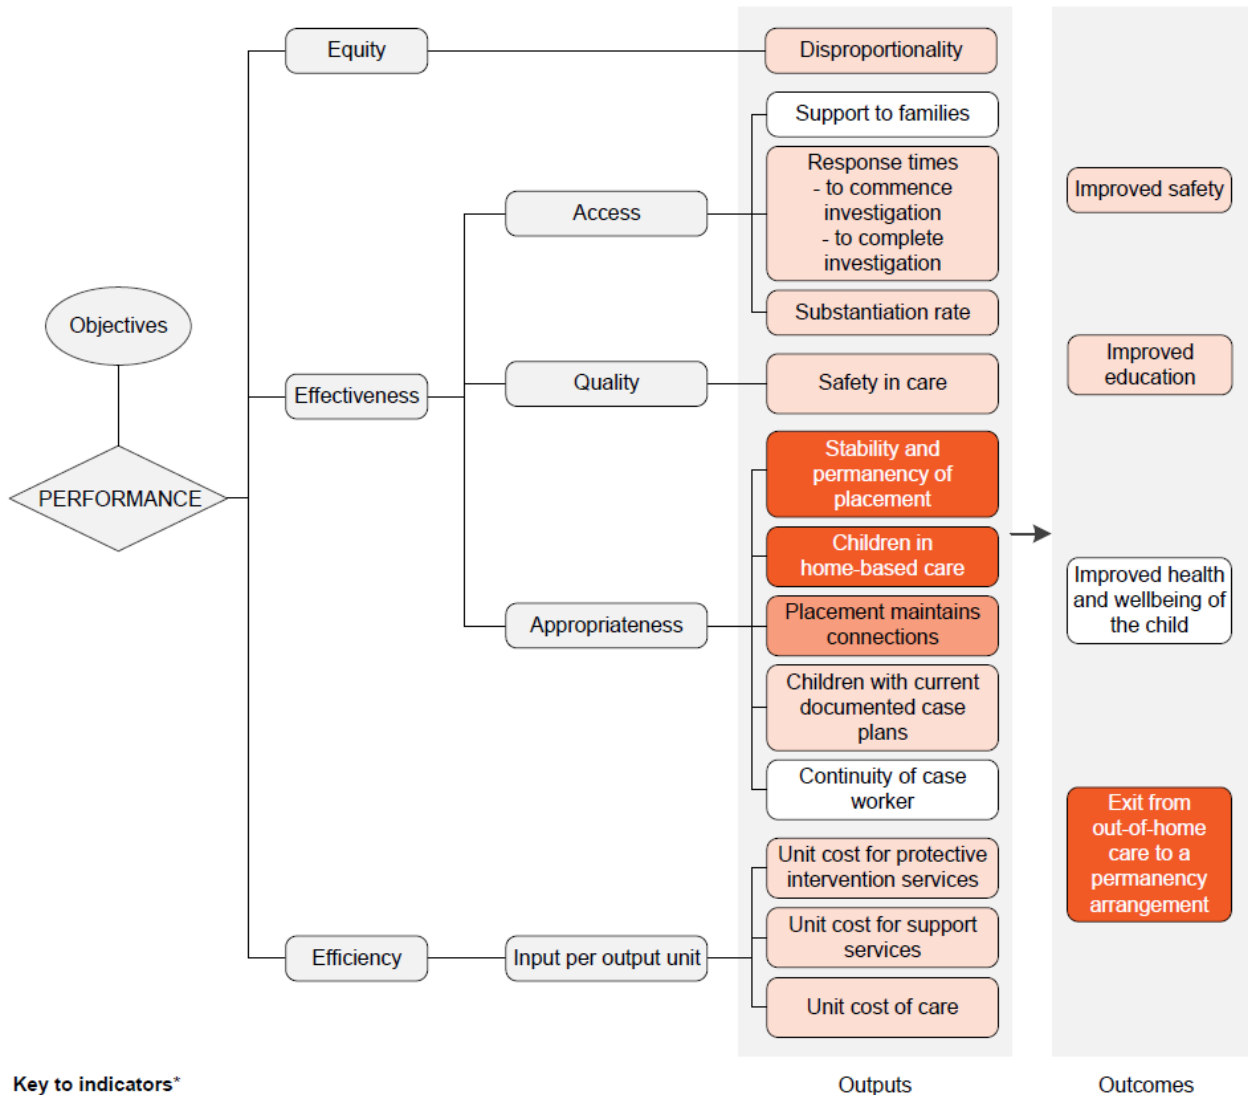 Equity
Disproportionality
Support to families
Response times
- to commence
investigation
- to complete
investigation
Access
Substantiation rate
Objectives
PERFORMANCE
Effectiveness
Quality
Safety in care
Stability and
permanency of
placement
Children in
home-based care
Appropriateness
Placement maintains
connections
Children with current
documented case
plans
Continuity of case
worker
Efficiency
Input per output unit
Unit cost for protective
intervention services
Unit cost for support
services
Unit cost of care
Improved safety
Improved
education
Improved health
and wellbeing of
the child
Exit from
out-of-home
care to a
permanency
arrangement
Key to indicators*
Outputs
Outcomes